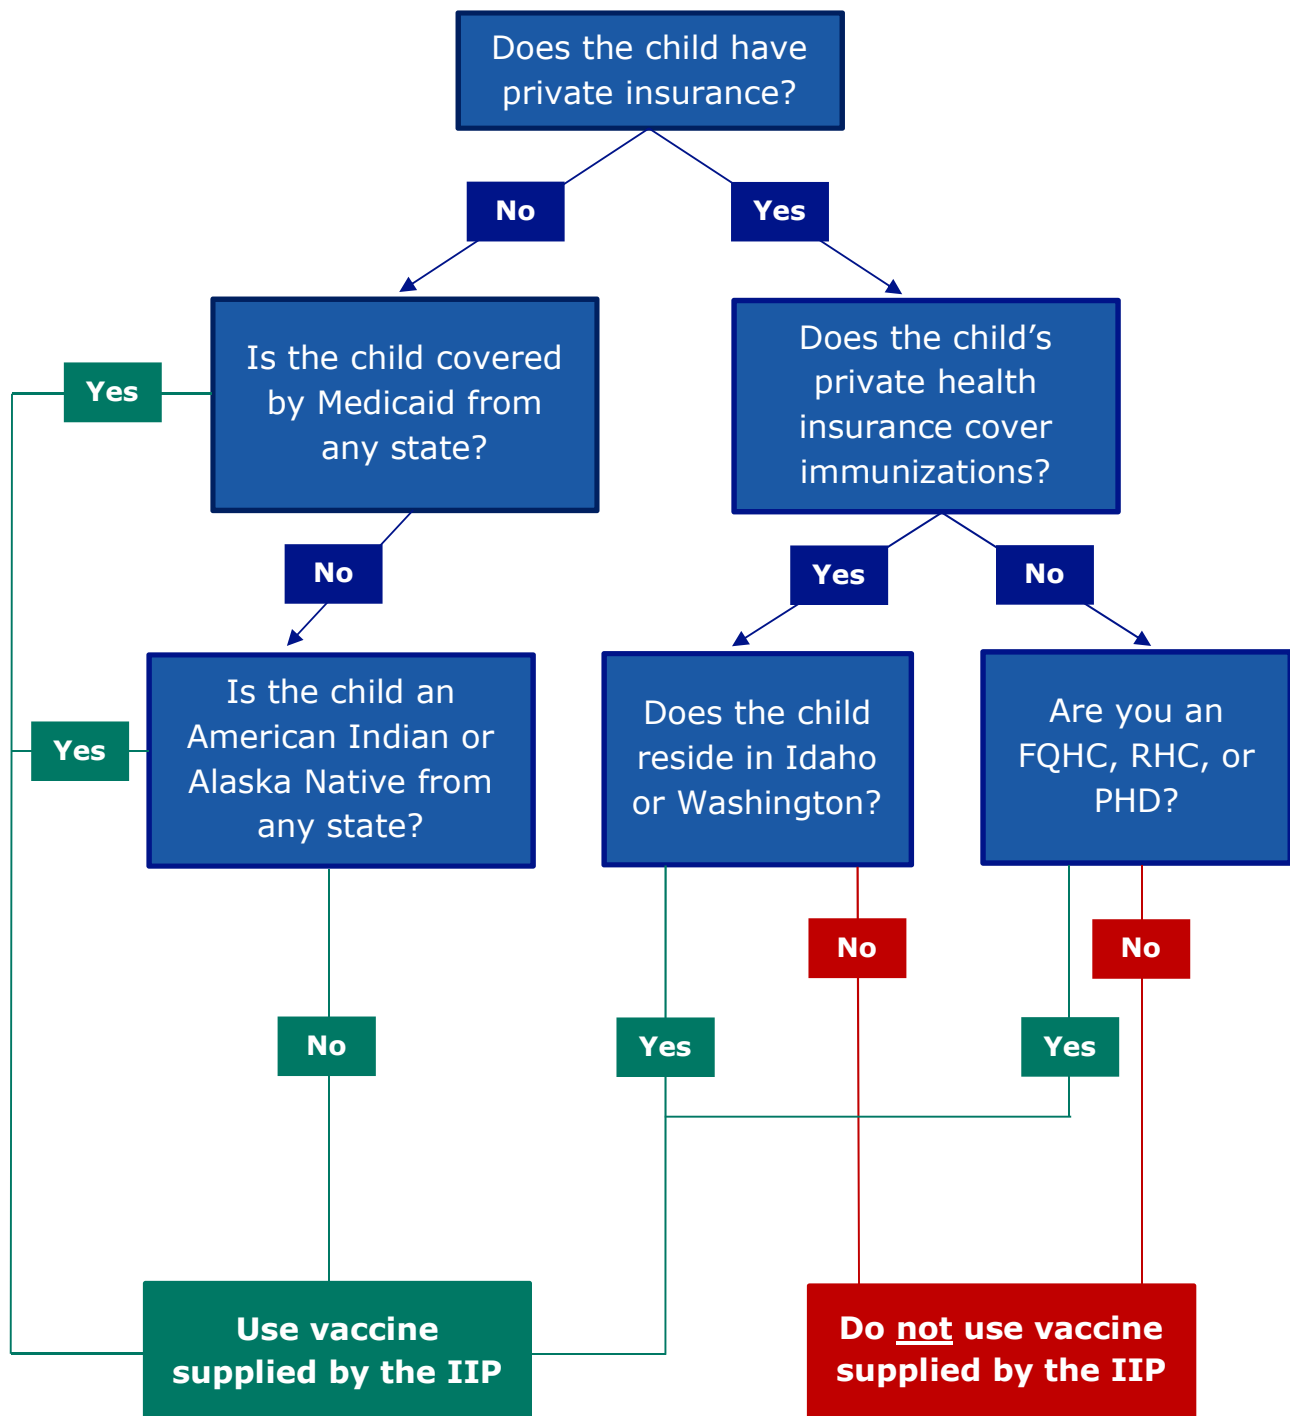 Does the child have
private insurance?
No
Yes
Is the child covered
by Medicaid from
any state?
Does the child’s
private health
insurance cover
immunizations?
Yes
No
Yes
No
Is the child an
American Indian or
Alaska Native from
any state?
Does the child
reside in Idaho
or Washington?
Are you an
FQHC, RHC, or
PHD?
Yes
No
No
No
Yes
Yes
Use vaccine
supplied by the IIP
Do not use vaccine
supplied by the IIP